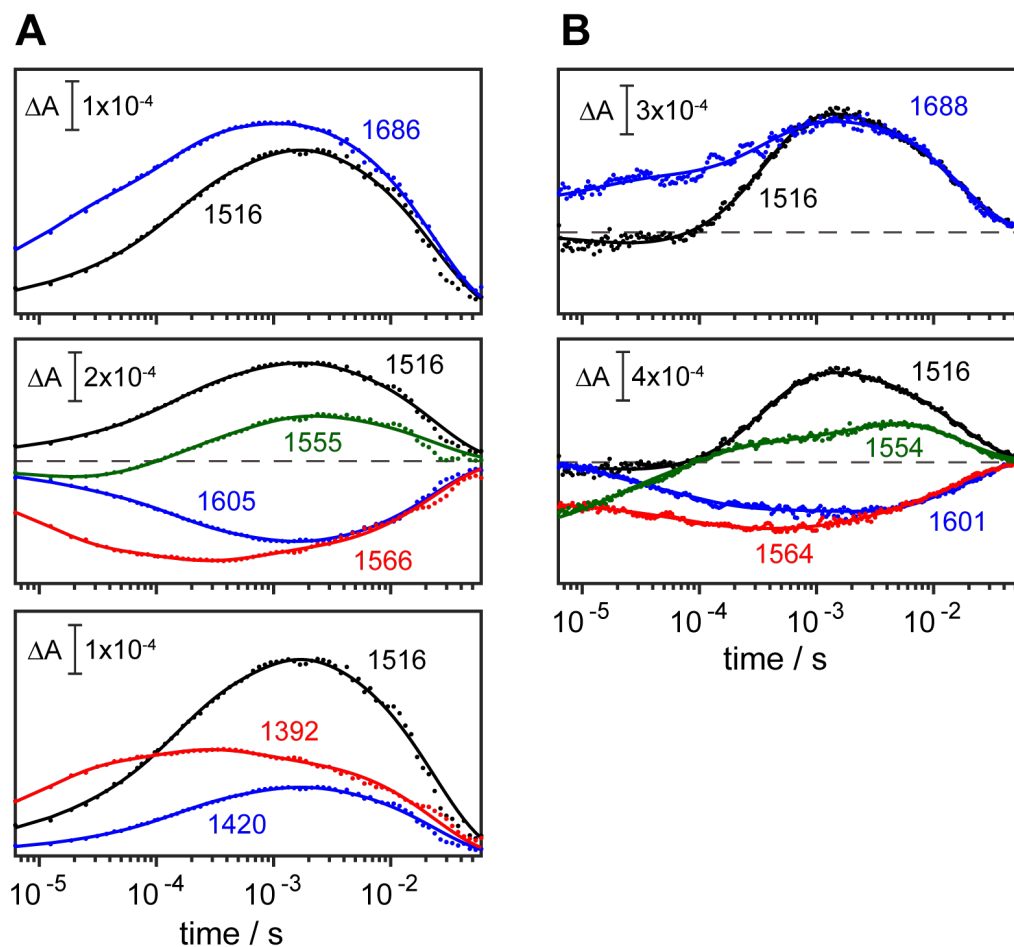 A
B
ΔA 1x10⁻⁴
1686
1516
ΔA 3x10⁻⁴
1688
1516
ΔA 2x10⁻⁴
1516
1555
1605
1566
ΔA 4x10⁻⁴
1516
1554
1601
1564
10⁻⁵ 10⁻⁴ 10⁻³ 10⁻²
time / s
ΔA 1x10⁻⁴
1516
1392
1420
10⁻⁵ 10⁻⁴ 10⁻³ 10⁻²
time / s